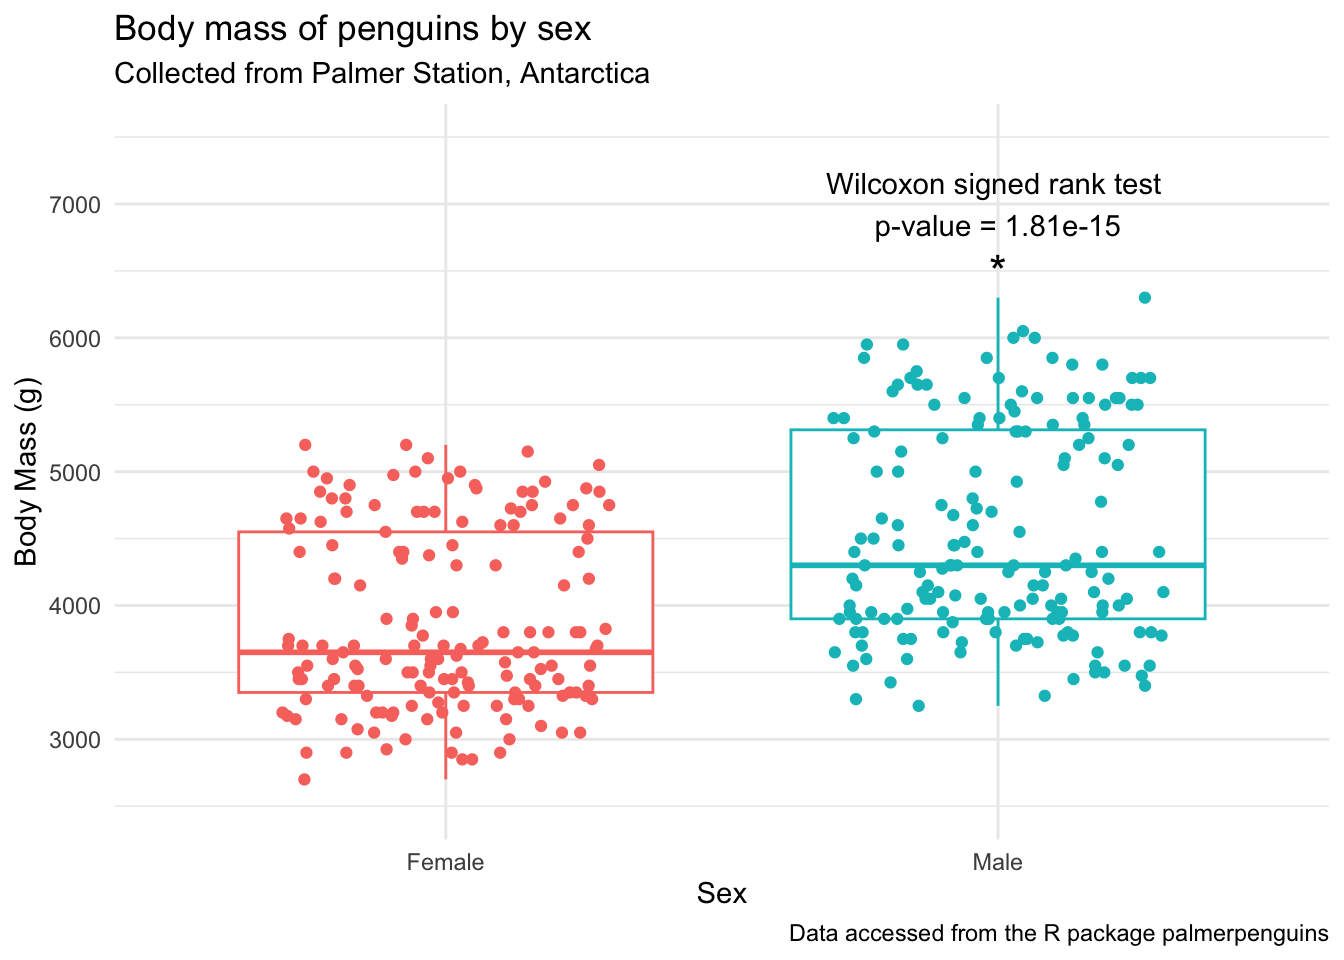 Body mass of penguins by sex
Collected from Palmer Station, Antarctica
Wilcoxon signed rank test
p-value = 1.81e-15
*
7000
6000
5000
4000
3000
Body Mass (g)
Female
Male
Sex
Data accessed from the R package palmerpenguins